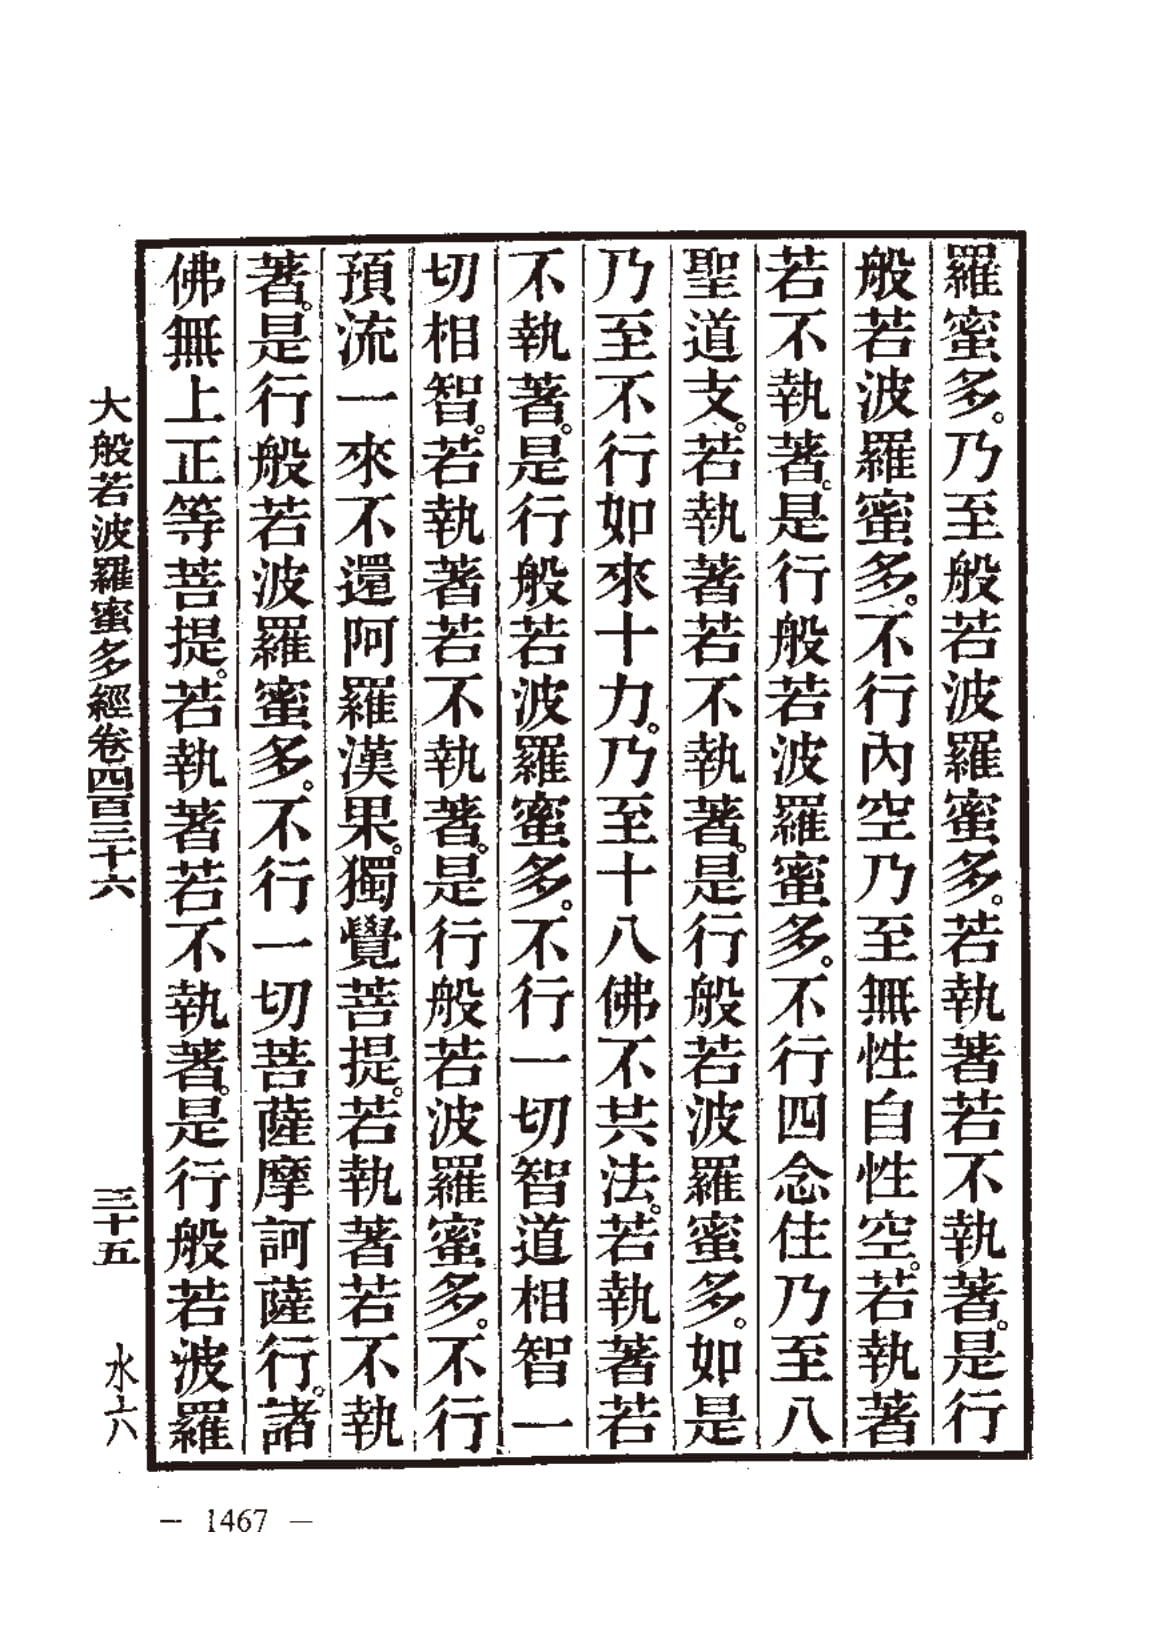 羅蜜多。乃至般若波羅蜜多。若執著若不執著。是行
般若波羅蜜多。不行內空乃至無性自性空。若執著
若不執著。是行般若波羅蜜多。不行四念住乃至八
聖道支。若執著若不執著。是行般若波羅蜜多。如是
乃至不行如來十力。乃至十八佛不共法。若執著若
不執著。是行般若波羅蜜多。不行一切智道相智一
切相智。若執著若不執著。是行般若波羅蜜多。不行
預流一來不還阿羅漢果。獨覺菩提。若執著若不執
著。是行般若波羅蜜多。不行一切菩薩摩訶薩行。諸
佛無上正等菩提。若執著若不執著。是行般若波羅
大般若波羅蜜多經卷四百三十六 三十五 水六
— 1467 —